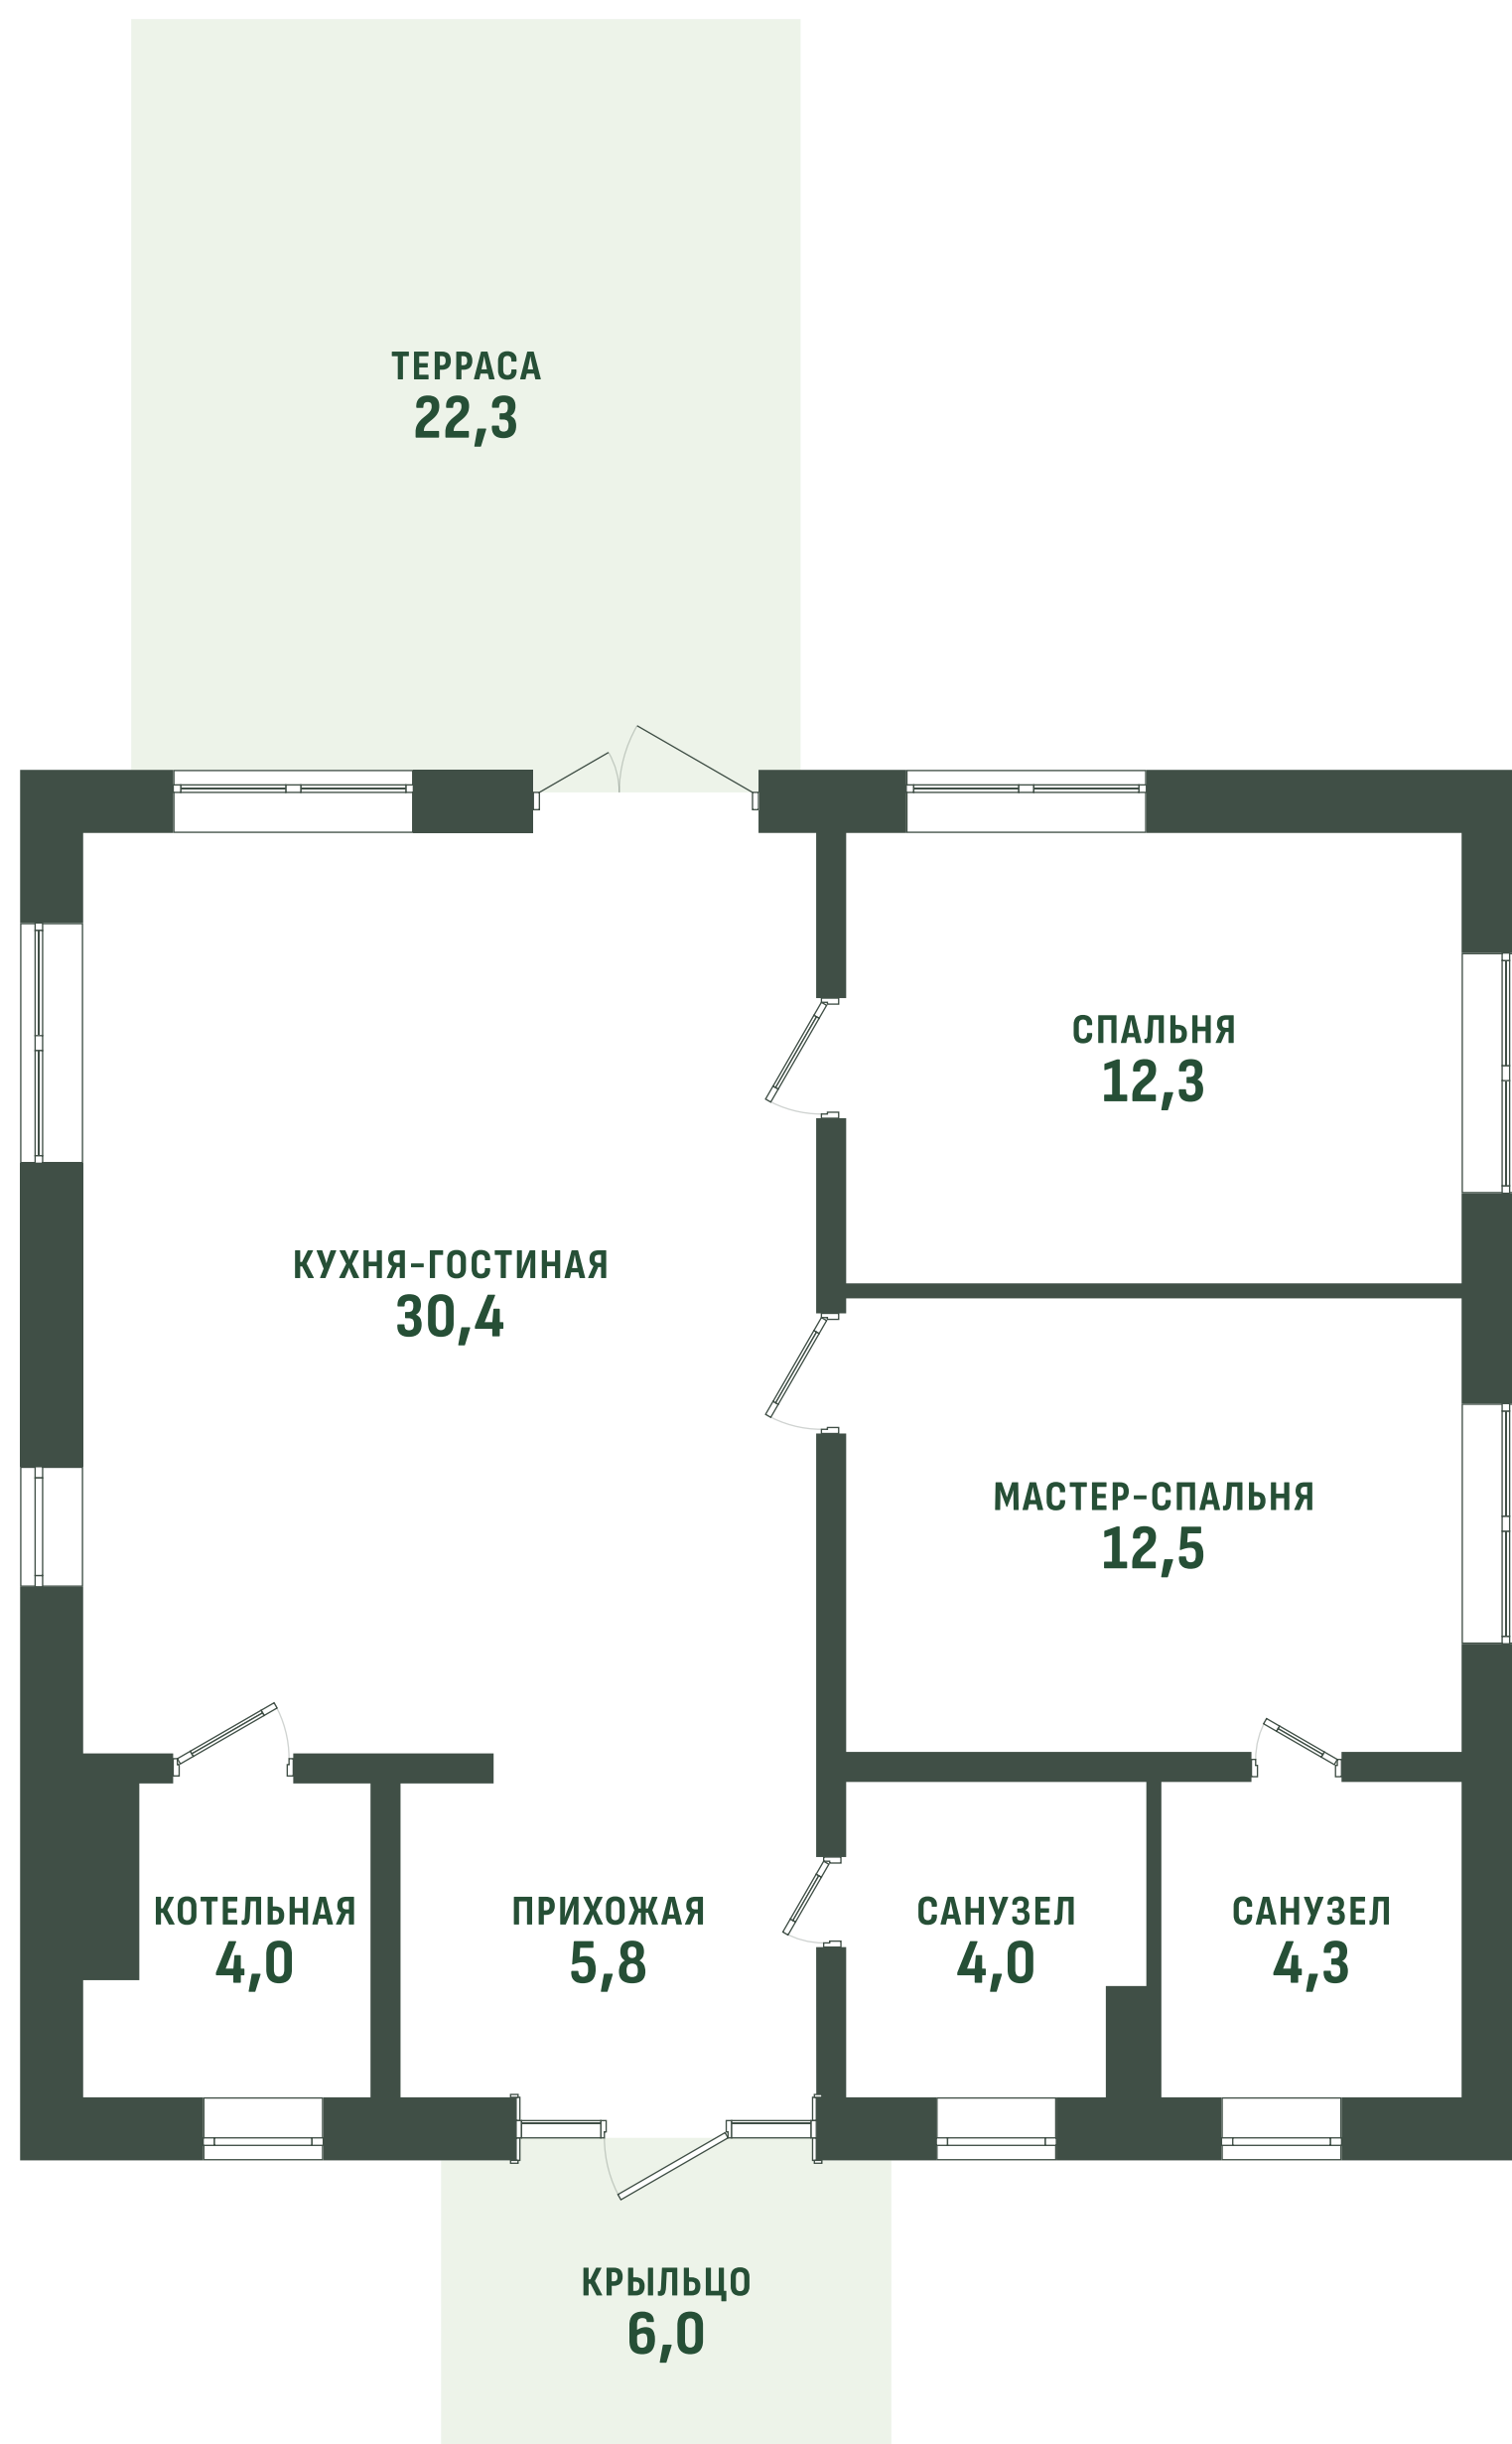 ТЕРРАСА
22,3
СПАЛЬНЯ
12,3
КУХНЯ-ГОСТИНАЯ
30,4
МАСТЕР-СПАЛЬНЯ
12,5
КОТЕЛЬНАЯ
4,0
ПРИХОЖАЯ
5,8
САНУЗЕЛ
4,0
САНУЗЕЛ
4,3
КРЫЛЬЦО
6,0